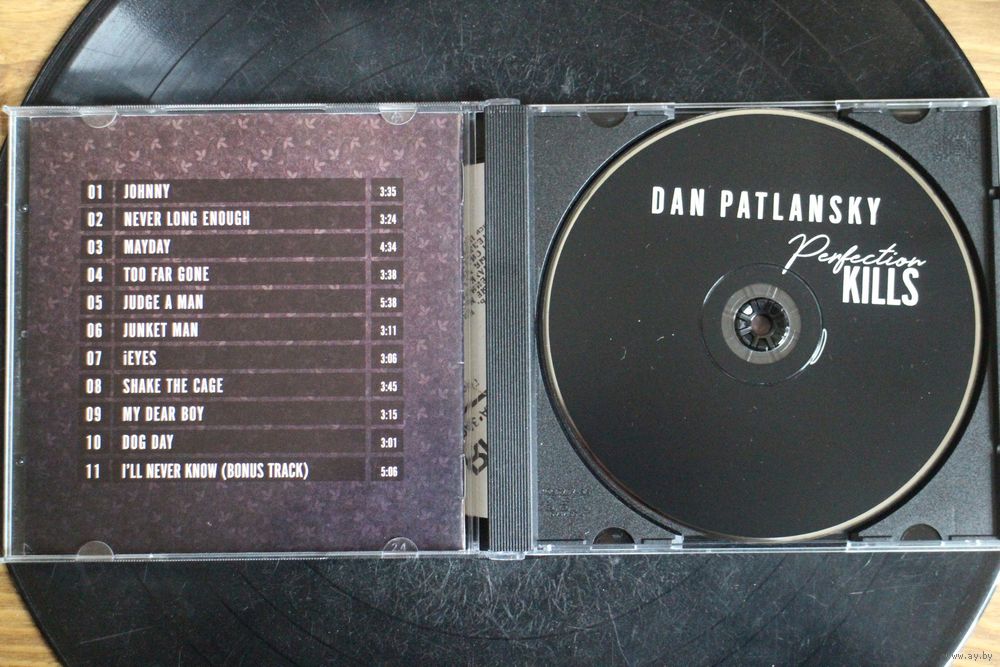 01 JOHNNY 3:35
02 NEVER LONG ENOUGH 3:24
03 MAYDAY 4:34
04 TOO FAR GONE 3:38
05 JUDGE A MAN 5:38
06 JUNKET MAN 3:11
07 iEYES 3:06
08 SHAKE THE CAGE 3:45
09 MY DEAR BOY 3:15
10 DOG DAY 3:01
11 I'LL NEVER KNOW (BONUS TRACK) 5:06
DAN PATLANSKY
Perfection
KILLS
www.ay.by